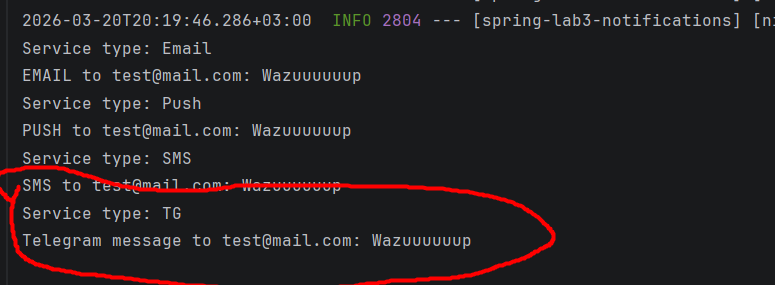 2026-03-20T20:19:46.286+03:00 INFO 2804 --- [spring-lab3-notifications] [
Service type: Email
EMAIL to test@mail.com: Wazuuuuuup
Service type: Push
PUSH to test@mail.com: Wazuuuuuup
Service type: SMS
SMS to test@mail.com: Wazuuuuuup
Service type: TG
Telegram message to test@mail.com: Wazuuuuuup